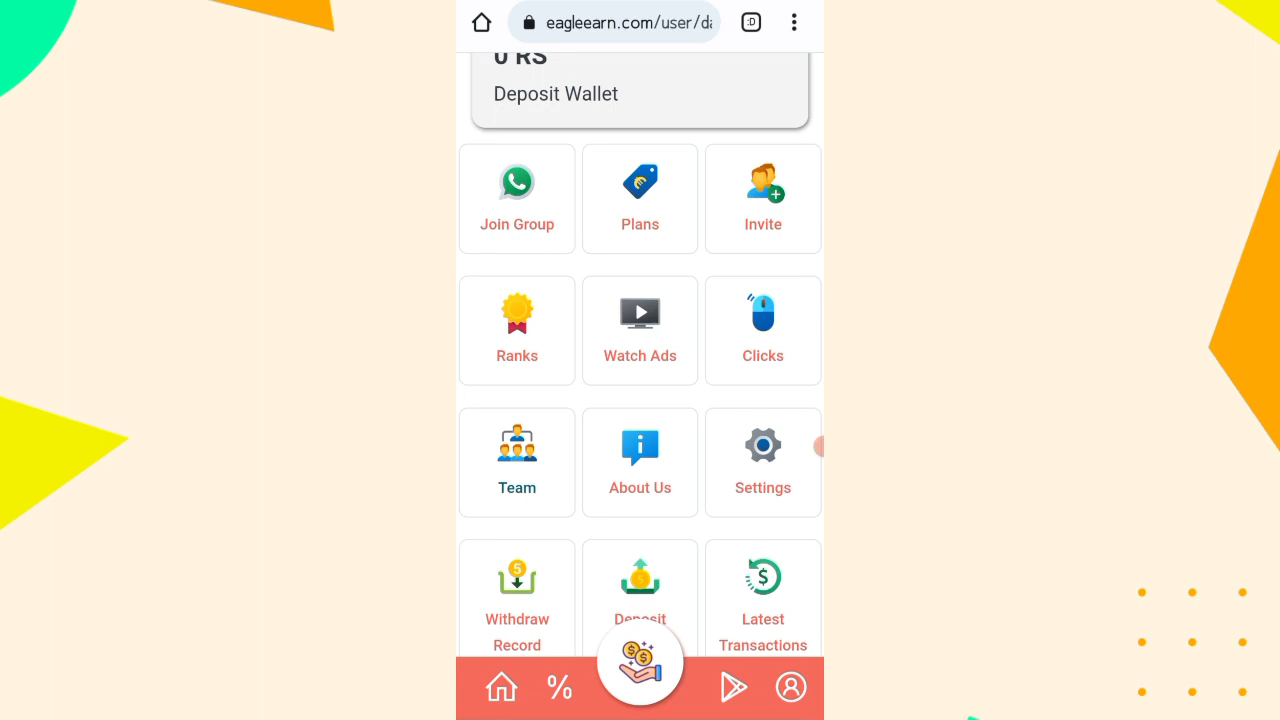 eagleearn.com/user/da
:D
0 RS
Deposit Wallet
Join Group
Plans
Invite
Ranks
Watch Ads
Clicks
Team
About Us
Settings
Withdraw
Record
Deposit
Latest
Transactions